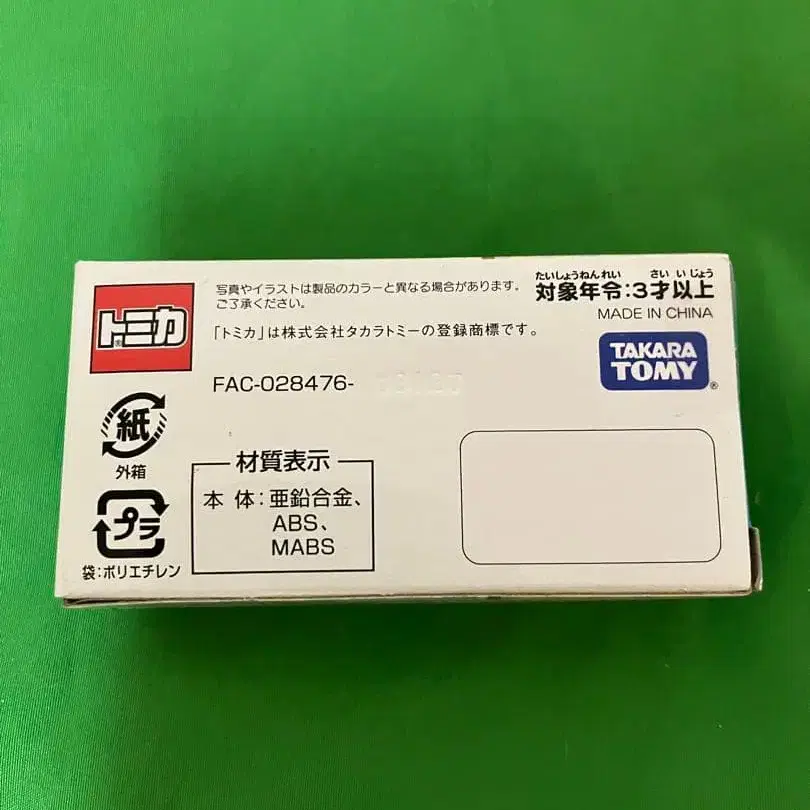 トミカ®
写真やイラストは製品のカラーと異なる場合があります。
ご了承ください。
「トミカ」は株式会社タカラトミーの登録商標です。
たいしょうねんれい さいいじょう
対象年令:3才以上
MADE IN CHINA
TAKARA
TOMY®
FAC-028476-
紙
外箱
プラ
袋:ポリエチレン
材質表示
本 体:亜鉛合金、
ABS、
MABS